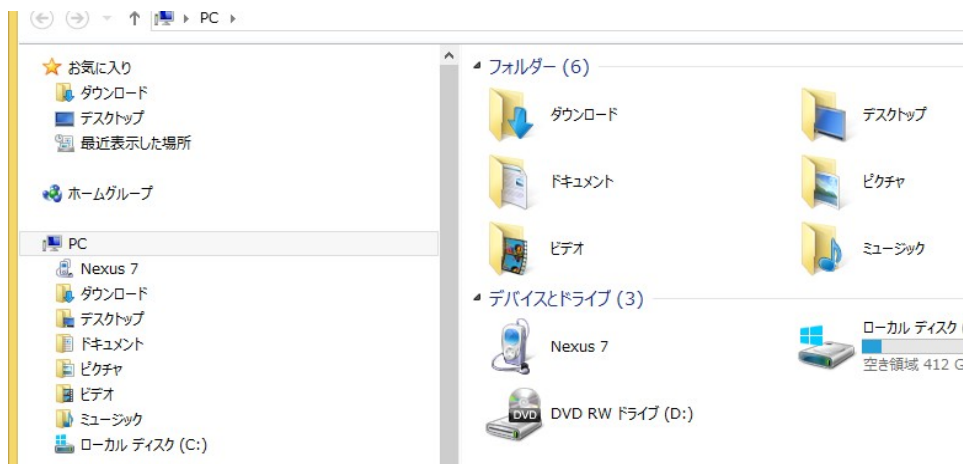 PC
お気に入り
ダウンロード
デスクトップ
最近表示した場所
ホームグループ
PC
Nexus 7
ダウンロード
デスクトップ
ドキュメント
ピクチャ
ビデオ
ミュージック
ローカル ディスク (C:)
フォルダー (6)
ダウンロード
デスクトップ
ドキュメント
ピクチャ
ビデオ
ミュージック
デバイスとドライブ (3)
Nexus 7
ローカル ディスク (
空き領域 412 G
DVD
DVD RW ドライブ (D:)